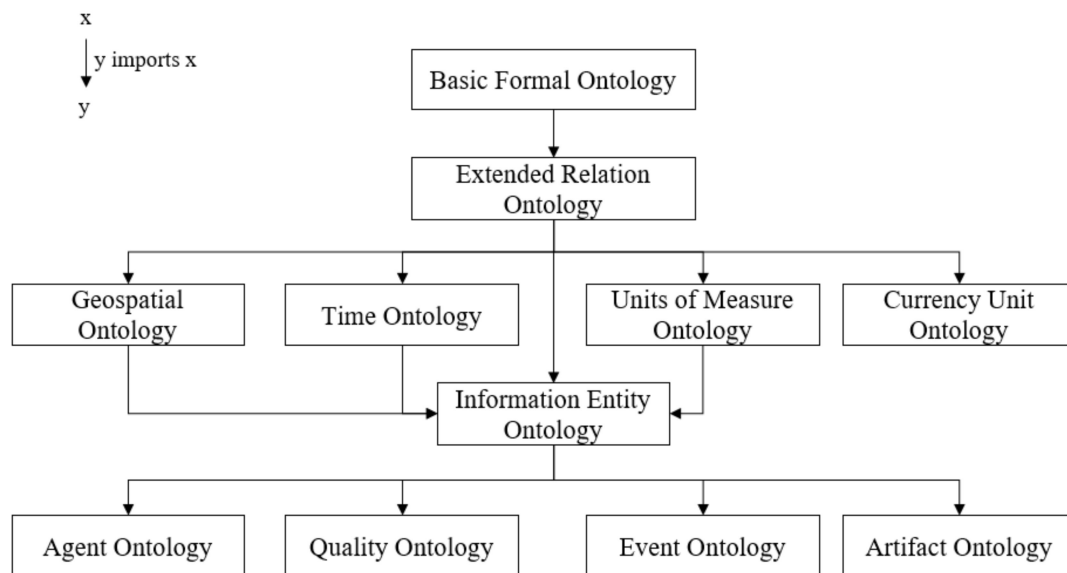 x
y imports x
y
Basic Formal Ontology
Extended Relation
Ontology
Geospatial
Ontology
Time Ontology
Units of Measure
Ontology
Currency Unit
Ontology
Information Entity
Ontology
Agent Ontology
Quality Ontology
Event Ontology
Artifact Ontology